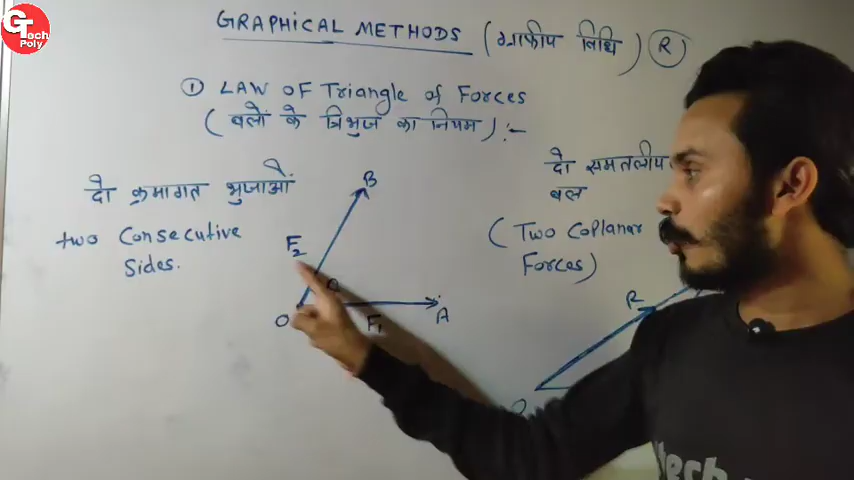 GTech
Poly
GRAPHICAL METHODS (ग्राफीय विधि) R
① LAW OF Triangle of Forces
(बलों के त्रिभुज का नियम) :-
दो क्रमागत भुजाओं
two Consecutive
Sides.
B
F2
O
F1
A
दो समतलीय
बल
(Two Coplanar
Forces)
R
O
Tech